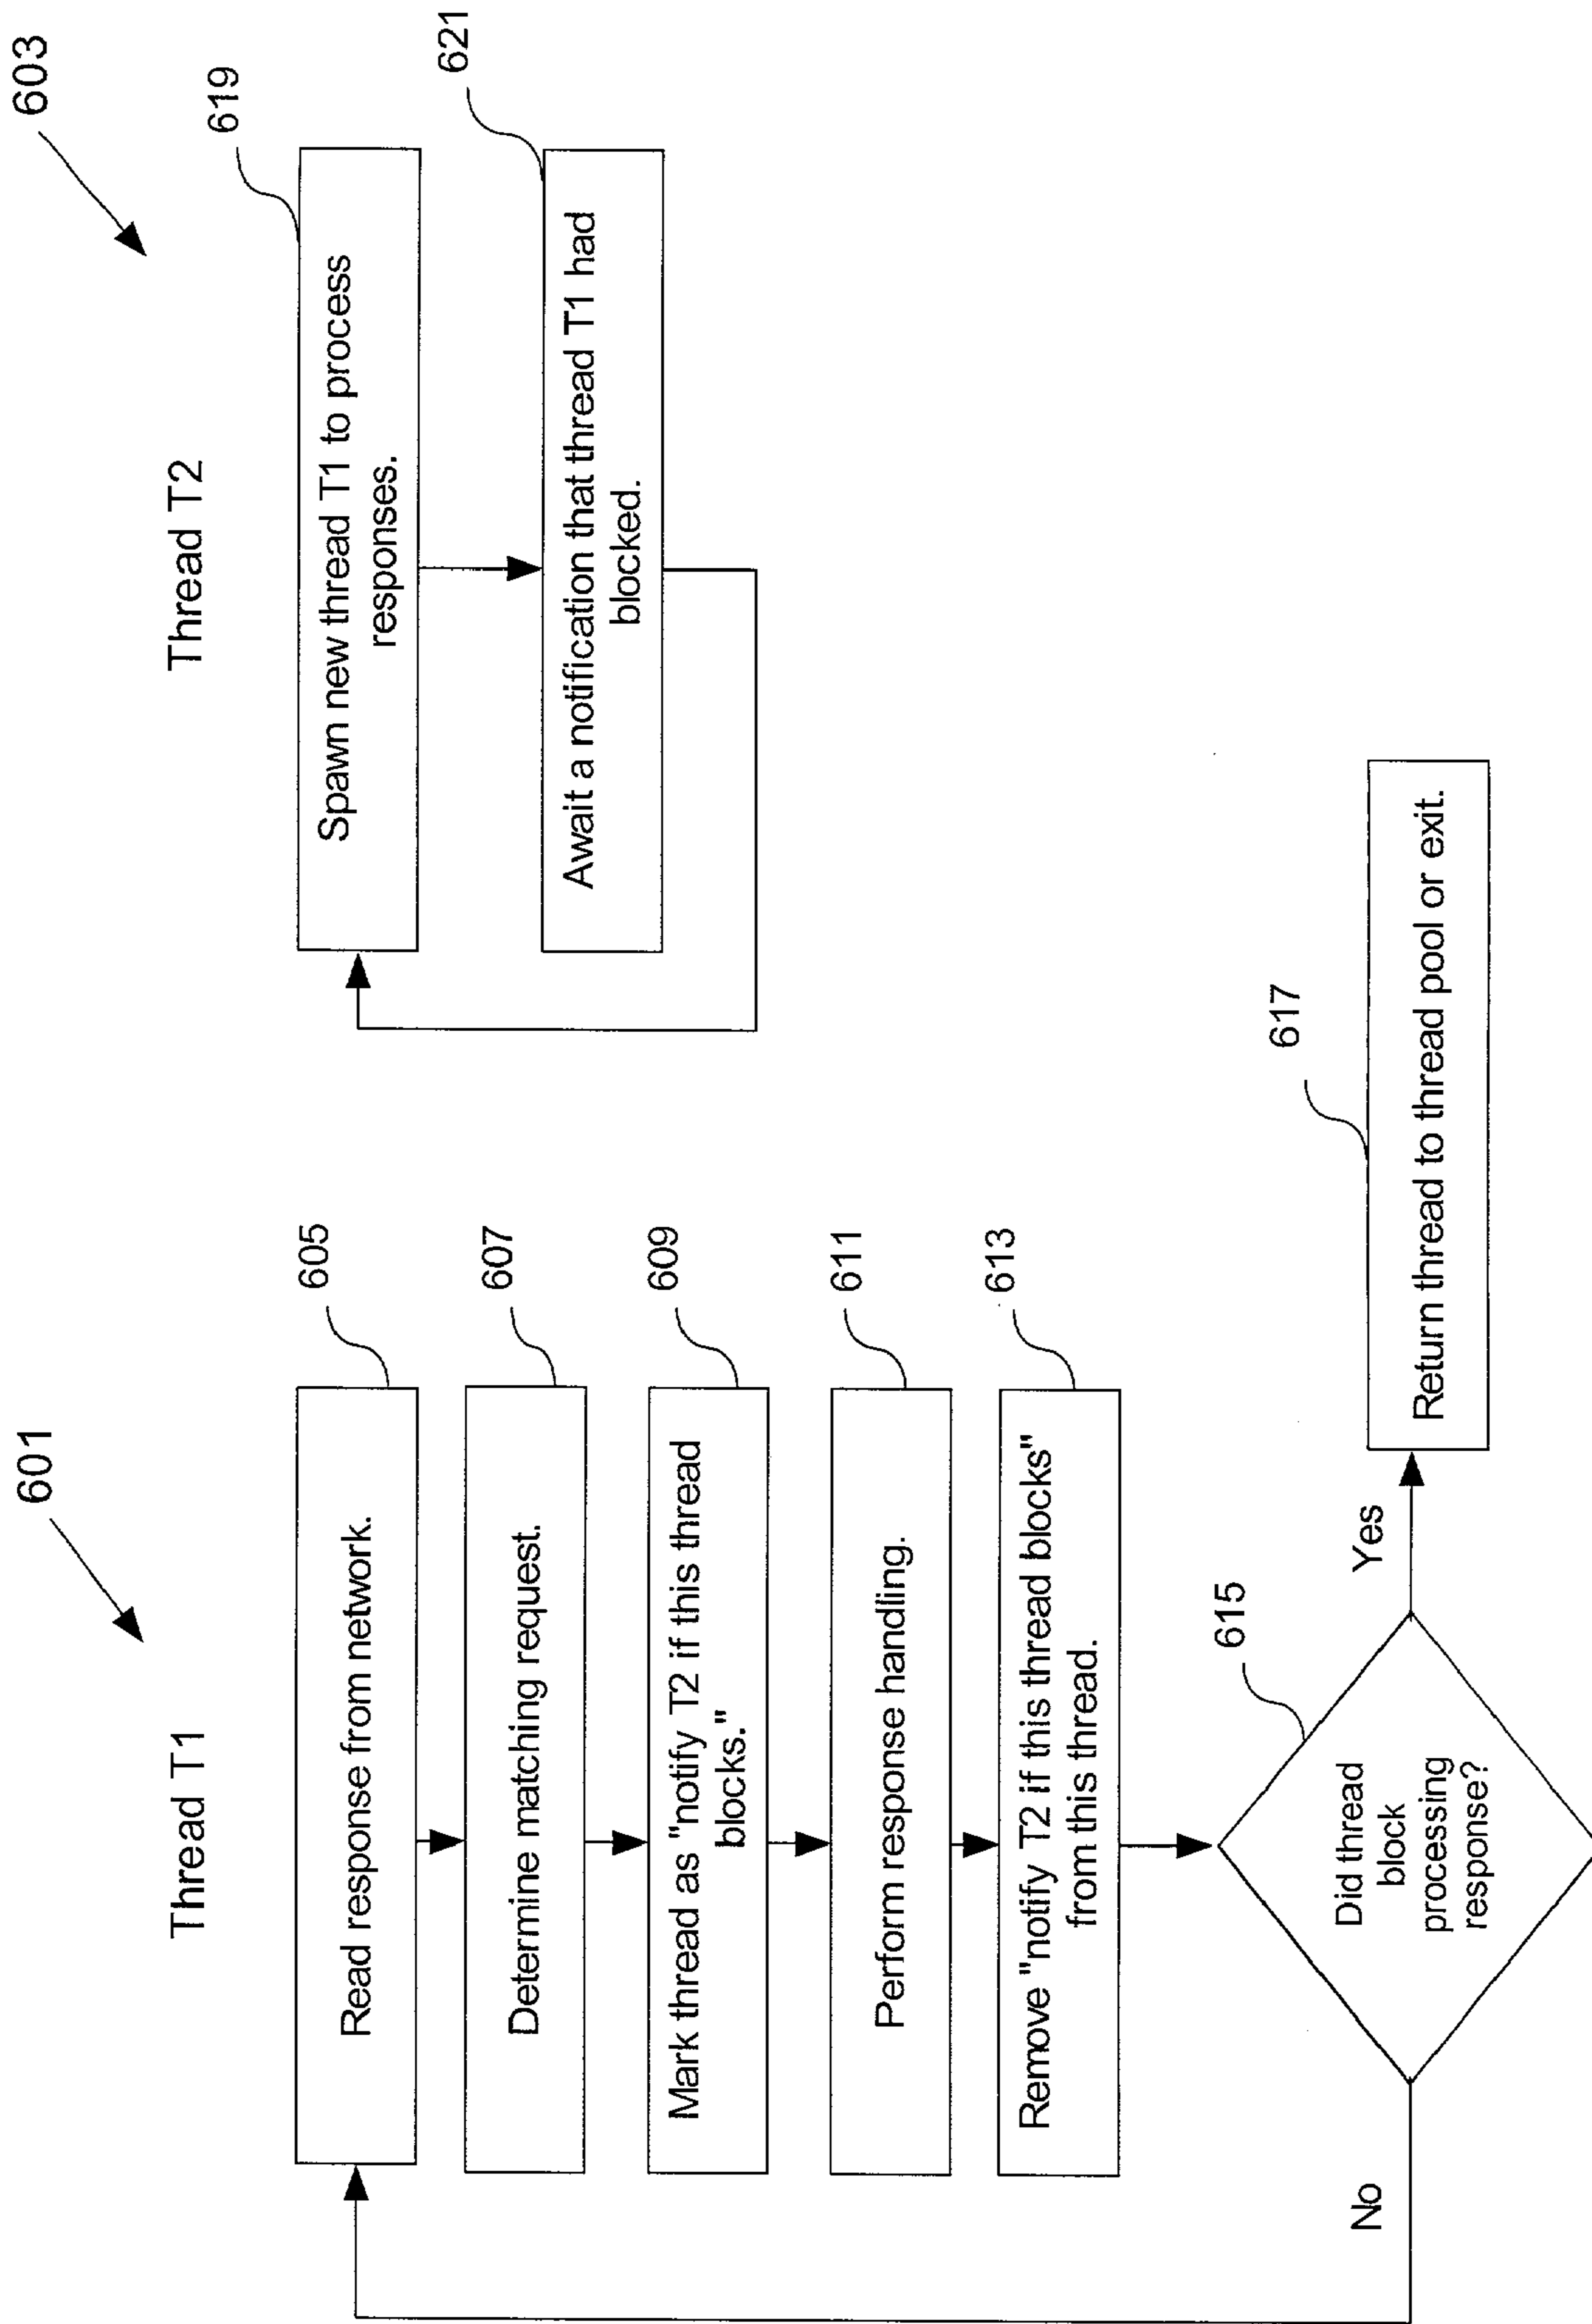 601
Thread T1
605
Read response from network.
607
Determine matching request.
609
Mark thread as "notify T2 if this thread
blocks."
611
Perform response handling.
613
Remove "notify T2 if this thread blocks"
from this thread.
615
Did thread
block
processing
response?
No
Yes
617
Return thread to thread pool or exit.
603
Thread T2
619
Spawn new thread T1 to process
responses.
621
Await a notification that thread T1 had
blocked.